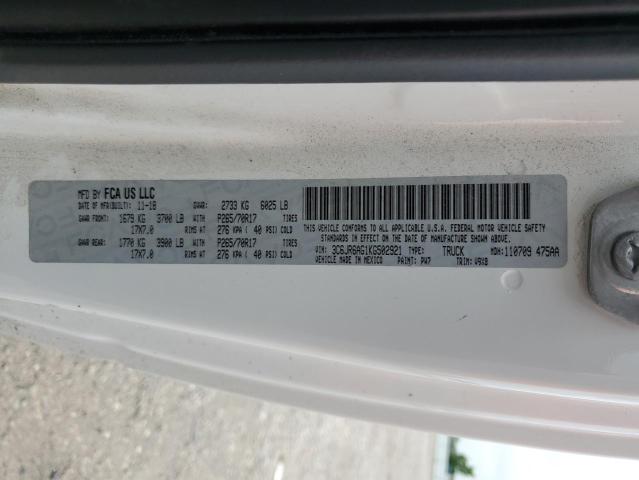 MFD BY FCA US LLC
DATE OF MFR(BUILT): 11-18 GVWR: 2733 KG 6025 LB
GAWR FRONT: 1679 KG 3700 LB WITH P265/70R17 TIRES
17X7.0 RIMS AT 276 KPA ( 40 PSI) COLD
GAWR REAR: 1770 KG 3900 LB WITH P265/70R17 TIRES
17X7.0 RIMS AT 276 KPA ( 40 PSI) COLD
THIS VEHICLE CONFORMS TO ALL APPLICABLE U.S.A. FEDERAL MOTOR VEHICLE SAFETY
STANDARDS IN EFFECT ON THE DATE OF MANUFACTURE SHOWN ABOVE.
VIN: 3C6JR6AG1KG502921 TYPE: TRUCK MDH: 110709 475AA
VEHICLE MADE IN MEXICO PAINT: PW7 TRIM: V9X8